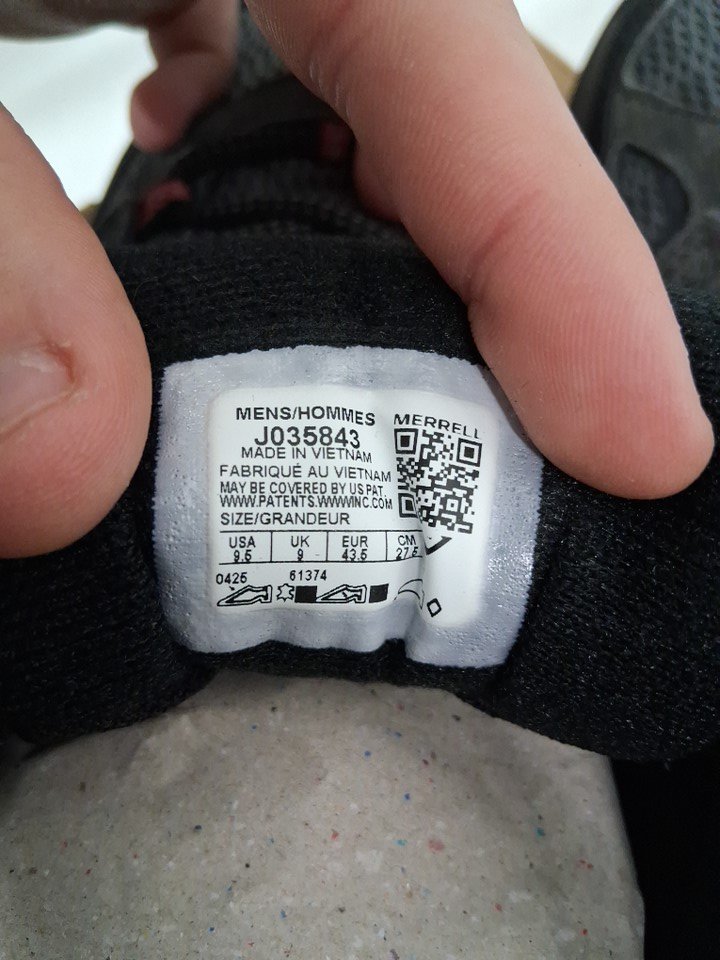 MENS/HOMMES
MERRELL
J035843
MADE IN VIETNAM
FABRIQUÉ AU VIETNAM
MAY BE COVERED BY US PAT.
WWW.PATENTS.WWWINC.COM
SIZE/GRANDEUR
USA UK EUR CM
9.5 9 43.5 27.5
0425 61374